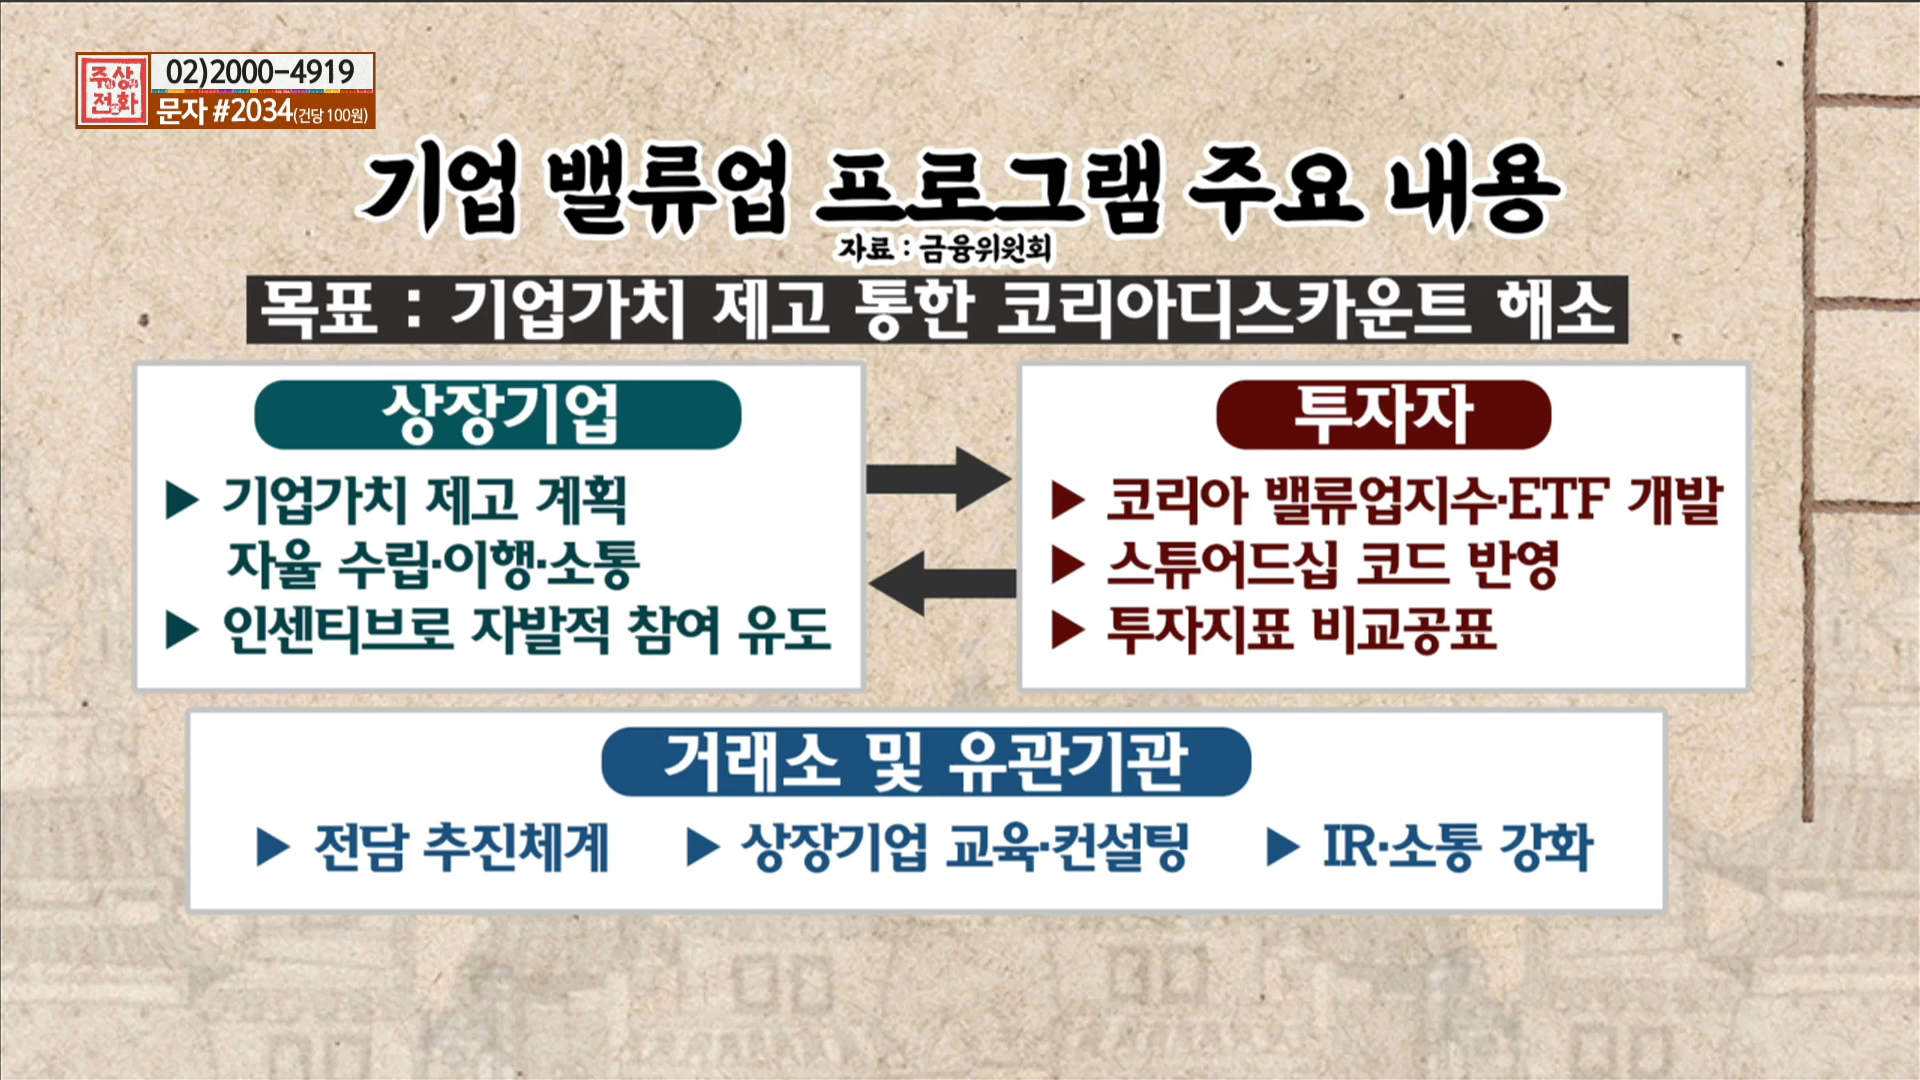 주상전화
02)2000-4919
문자 #2034(건당 100원)
기업 밸류업 프로그램 주요 내용
자료 : 금융위원회
목표 : 기업가치 제고 통한 코리아디스카운트 해소
상장기업
▶ 기업가치 제고 계획
자율 수립·이행·소통
▶ 인센티브로 자발적 참여 유도
투자자
▶ 코리아 밸류업지수·ETF 개발
▶ 스튜어드십 코드 반영
▶ 투자지표 비교공표
거래소 및 유관기관
▶ 전담 추진체계 ▶ 상장기업 교육·컨설팅 ▶ IR·소통 강화